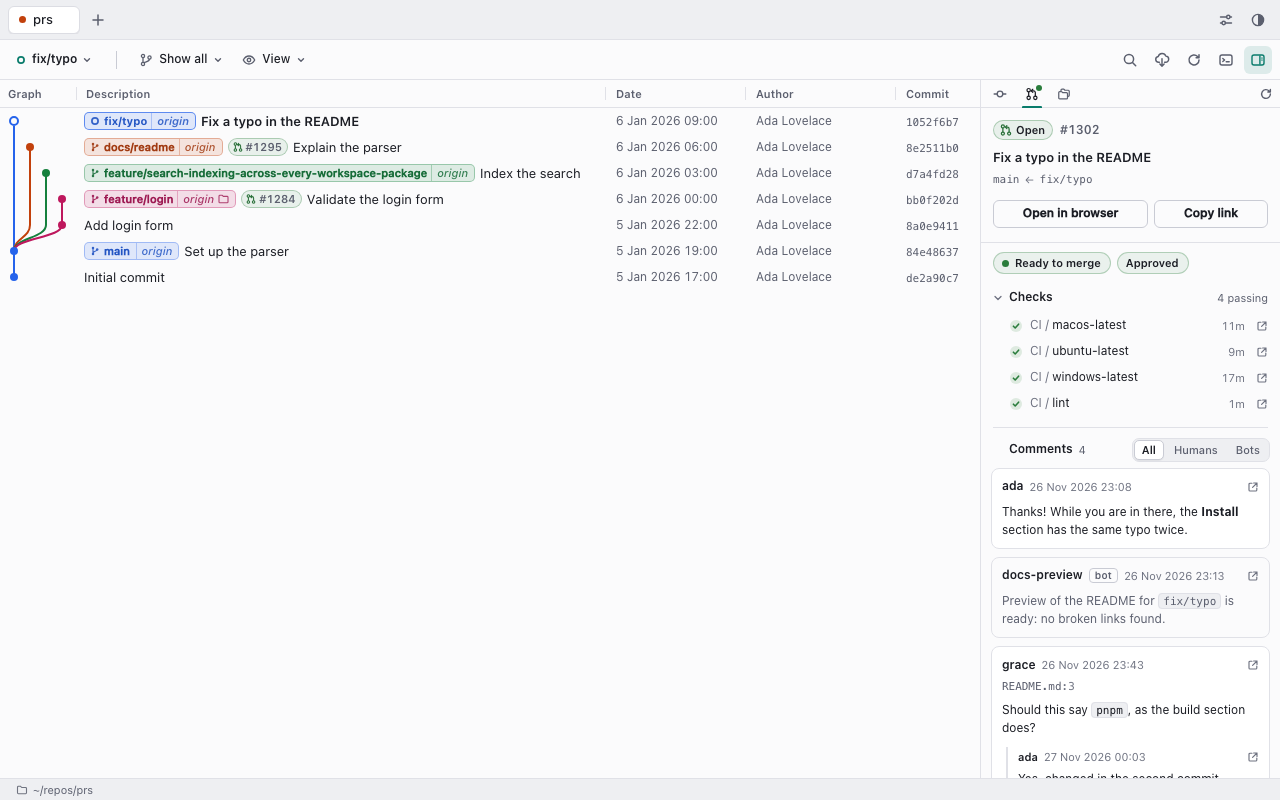 prs
fix/typo
Show all
View
Graph
Description
Date
Author
Commit
fix/typo origin Fix a typo in the README 6 Jan 2026 09:00 Ada Lovelace 1052f6b7
docs/readme origin #1295 Explain the parser 6 Jan 2026 06:00 Ada Lovelace 8e2511b0
feature/search-indexing-across-every-workspace-package origin Index the search 6 Jan 2026 03:00 Ada Lovelace d7a4fd28
feature/login origin #1284 Validate the login form 6 Jan 2026 00:00 Ada Lovelace bb0f202d
Add login form 5 Jan 2026 22:00 Ada Lovelace 8a0e9411
main origin Set up the parser 5 Jan 2026 19:00 Ada Lovelace 84e48637
Initial commit 5 Jan 2026 17:00 Ada Lovelace de2a90c7
Open #1302
Fix a typo in the README
main ← fix/typo
Open in browser
Copy link
Ready to merge
Approved
Checks 4 passing
CI / macos-latest 11m
CI / ubuntu-latest 9m
CI / windows-latest 17m
CI / lint 1m
Comments 4
All Humans Bots
ada 26 Nov 2026 23:08
Thanks! While you are in there, the Install
section has the same typo twice.
docs-preview bot 26 Nov 2026 23:13
Preview of the README for fix/typo is
ready: no broken links found.
grace 26 Nov 2026 23:43
README.md:3
Should this say pnpm, as the build section
does?
ada 27 Nov 2026 00:03
Yes, changed in the second commit
~/repos/prs